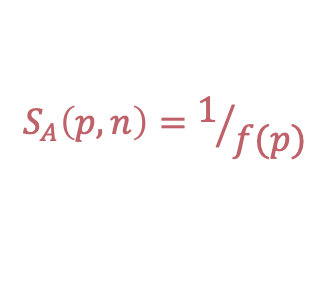 S_A(p, n) = 1/f(p)